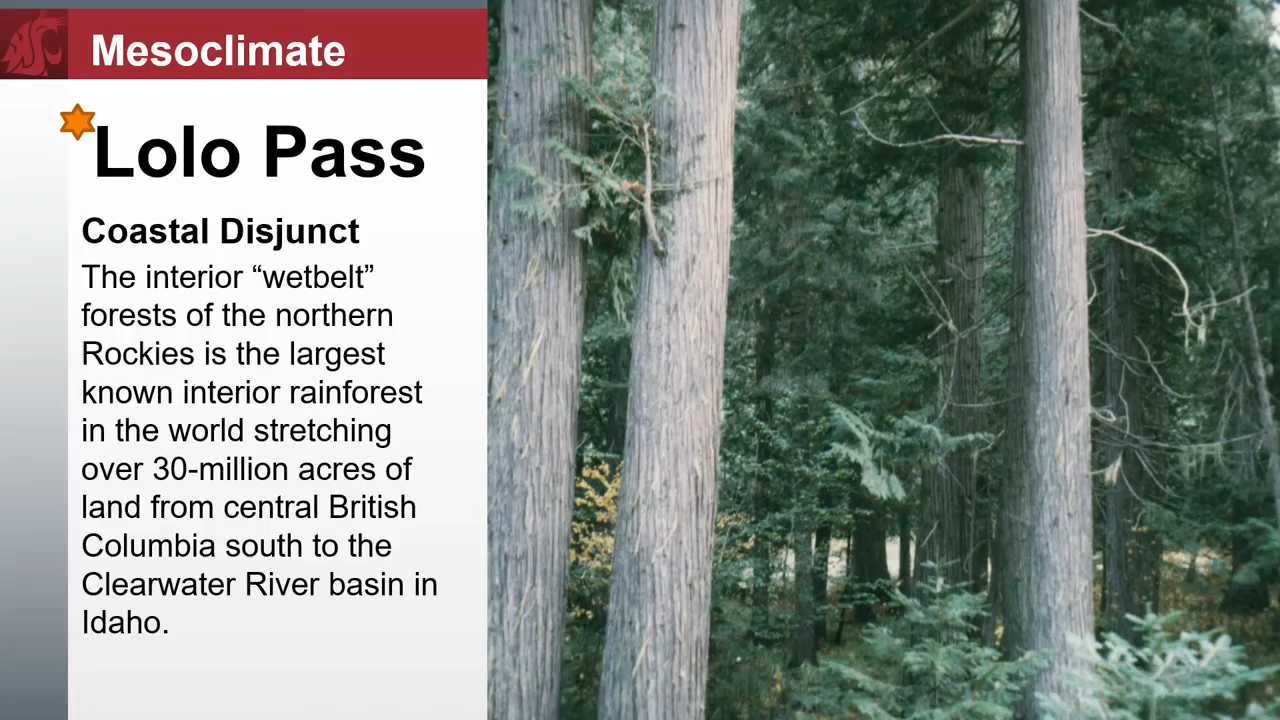 Mesoclimate
Lolo Pass
Coastal Disjunct
The interior “wetbelt”
forests of the northern
Rockies is the largest
known interior rainforest
in the world stretching
over 30-million acres of
land from central British
Columbia south to the
Clearwater River basin in
Idaho.